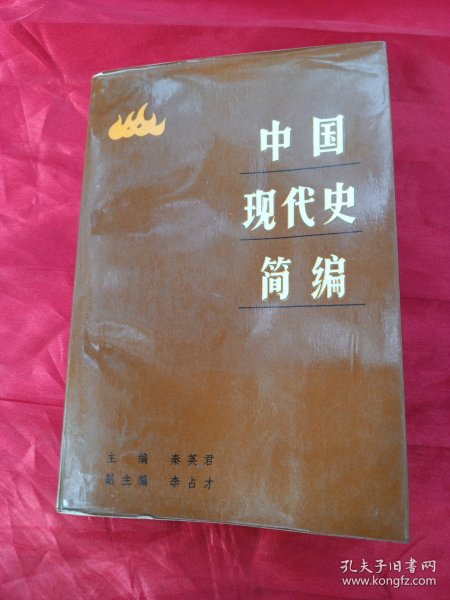 中国
现代史
简编
主编 秦英君
副主编 李占才
孔夫子旧书网
www.kongfz.com